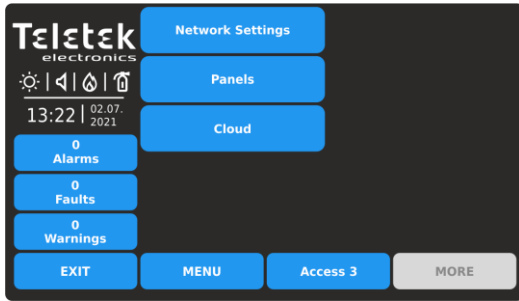 Teletek
electronics
13:22
02.07.
2021
0
Alarms
0
Faults
0
Warnings
Network Settings
Panels
Cloud
EXIT
MENU
Access 3
MORE